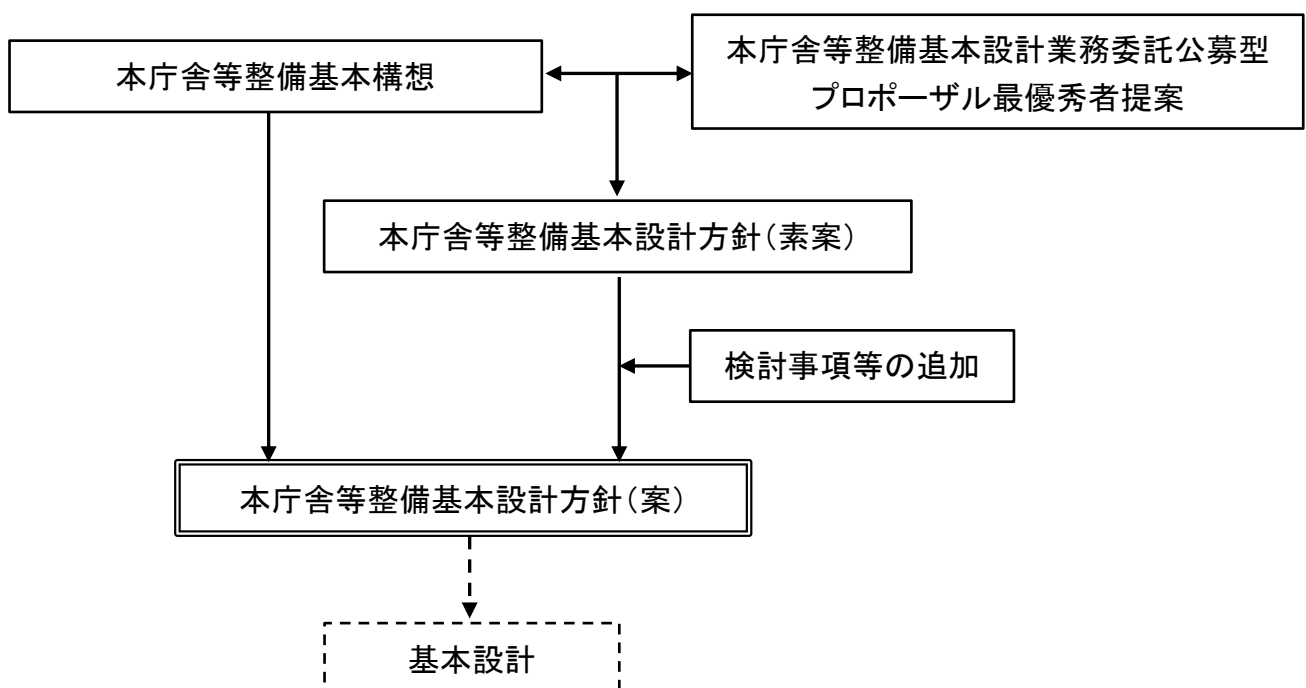 本庁舎等整備基本構想
本庁舎等整備基本設計業務委託公募型
プロポーザル最優秀者提案
本庁舎等整備基本設計方針（素案）
検討事項等の追加
本庁舎等整備基本設計方針（案）
基本設計